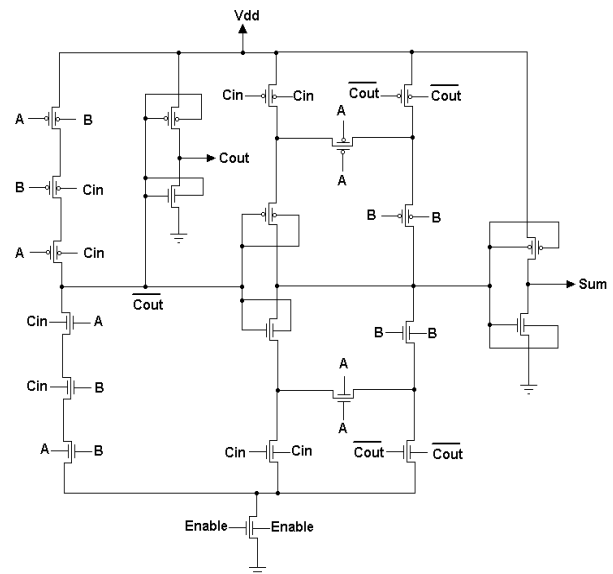 Vdd
Cin Cin
Cout Cout
A B
A
Cout
B Cin
A
B B
A Cin
Cout
Sum
Cin A
B B
A
Cin B
A
A B
Cin Cin
Cout Cout
Enable Enable